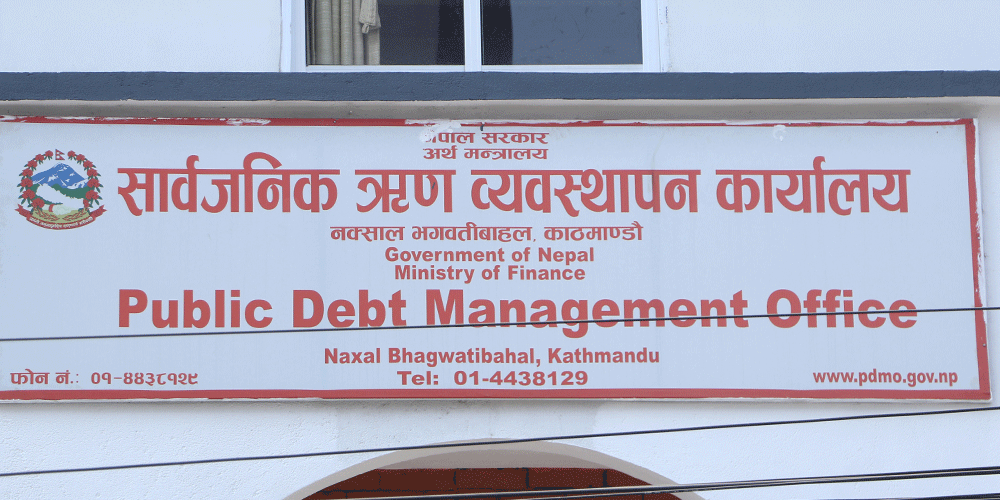 नेपाल सरकार
अर्थ मन्त्रालय
सार्वजनिक ऋण व्यवस्थापन कार्यालय
नक्साल भगवतीबाहल, काठमाण्डौ
Government of Nepal
Ministry of Finance
Public Debt Management Office
Naxal Bhagwatibahal, Kathmandu
फोन नं.: ०१-४४३८१२९
Tel: 01-4438129
www.pdmo.gov.np